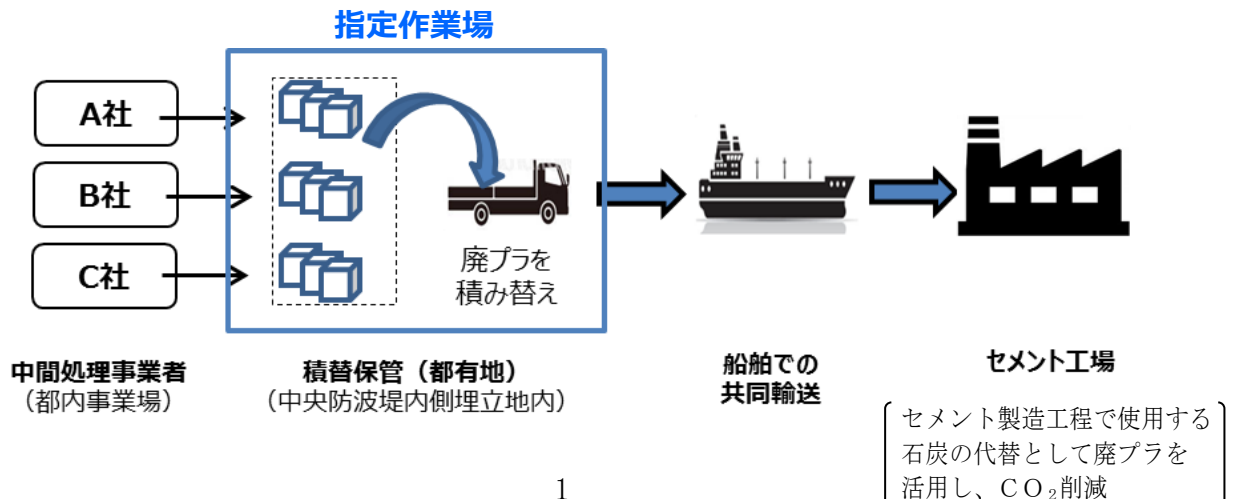 指定作業場
A社
B社
C社
廃プラを
積み替え
中間処理事業者
（都内事業場）
積替保管（都有地）
（中央防波堤内側埋立地内）
船舶での
共同輸送
セメント工場
セメント製造工程で使用する
石炭の代替として廃プラを
活用し、ＣＯ₂削減
1